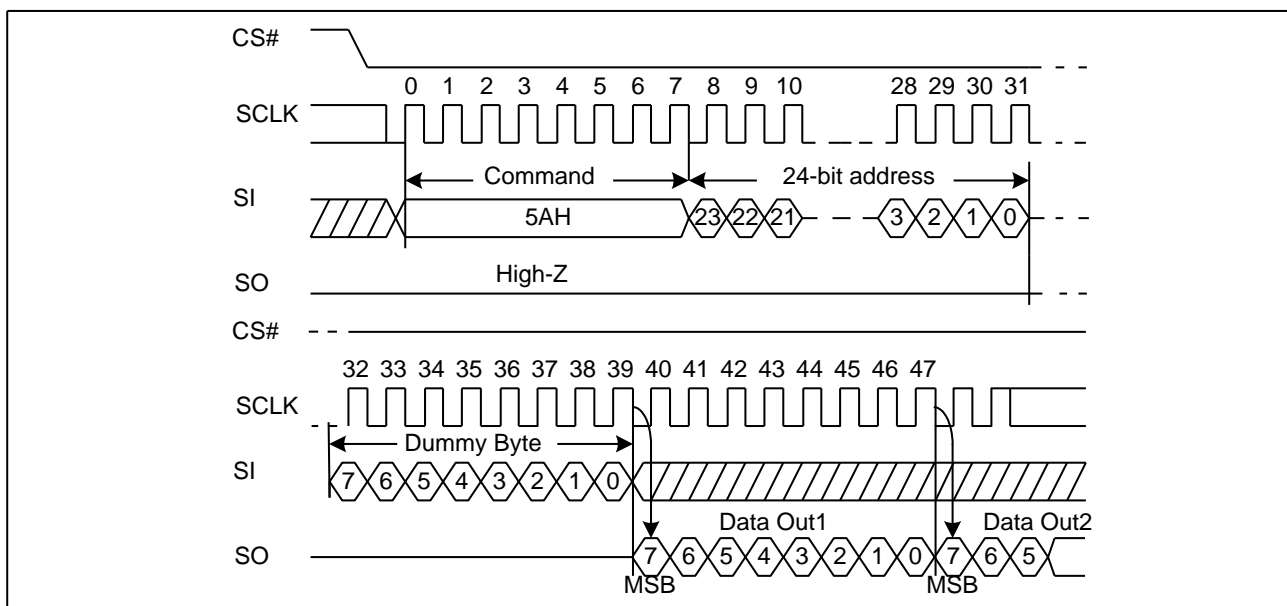 CS#
0 1 2 3 4 5 6 7 8 9 10 28 29 30 31
SCLK
Command 24-bit address
SI
5AH 23 22 21 3 2 1 0
High-Z
SO
CS#
32 33 34 35 36 37 38 39 40 41 42 43 44 45 46 47
SCLK
Dummy Byte
SI
7 6 5 4 3 2 1 0
Data Out1 Data Out2
SO
7 6 5 4 3 2 1 0 7 6 5
MSB MSB